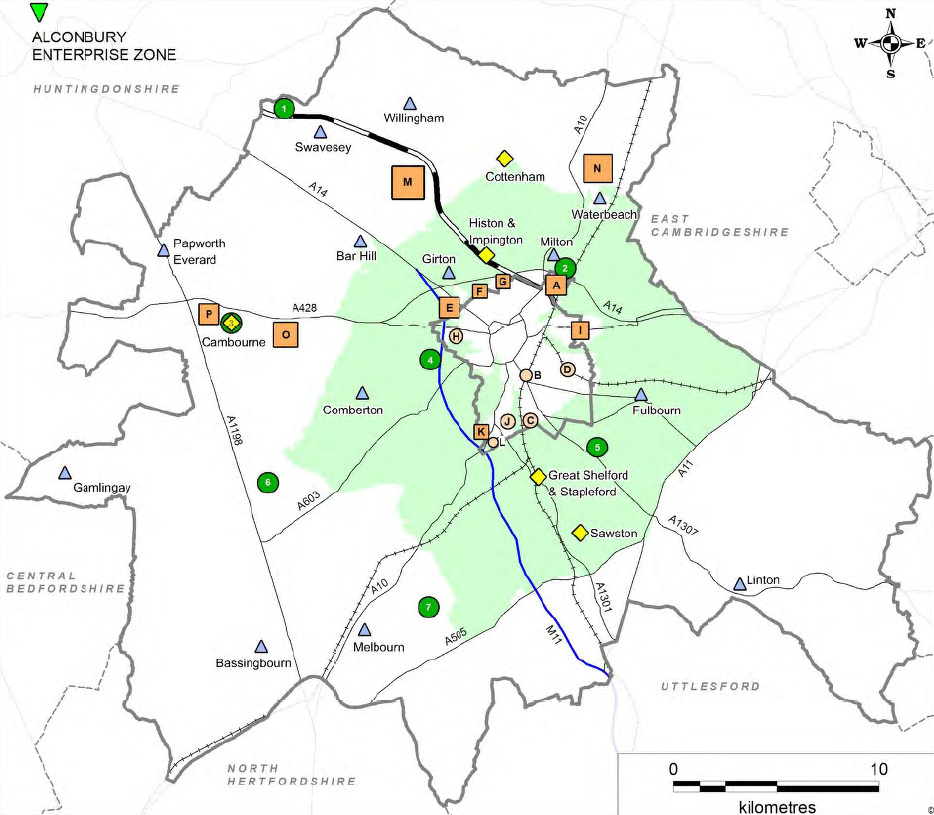 ALCONBURY
ENTERPRISE ZONE
N
W
E
S
HUNTINGDONSHIRE
1
Willingham
Swavesey
A10
M
Cottenham
N
A14
Waterbeach
EAST
CAMBRIDGESHIRE
Histon &
Impington
Papworth
Everard
Bar Hill
Girton
Milton
2
G
F
A
A428
E
A14
P
3
O
Cambourne
H
I
4
B
D
Comberton
Fulbourn
A1198
K
J
C
L
5
A11
Gamlingay
6
Great Shelford
& Stapleford
A603
A1307
Sawston
CENTRAL
BEDFORDSHIRE
A10
A1301
Linton
7
M11
A505
Melbourn
Bassingbourn
UTTLESFORD
NORTH
HERTFORDSHIRE
0
10
kilometres
©